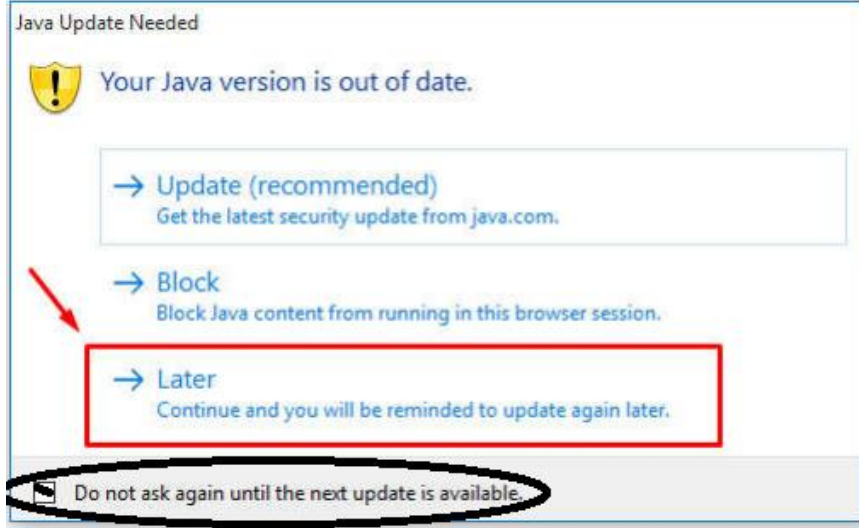 Java Update Needed
Your Java version is out of date.
Update (recommended)
Get the latest security update from java.com.
Block
Block Java content from running in this browser session.
Later
Continue and you will be reminded to update again later.
Do not ask again until the next update is available.